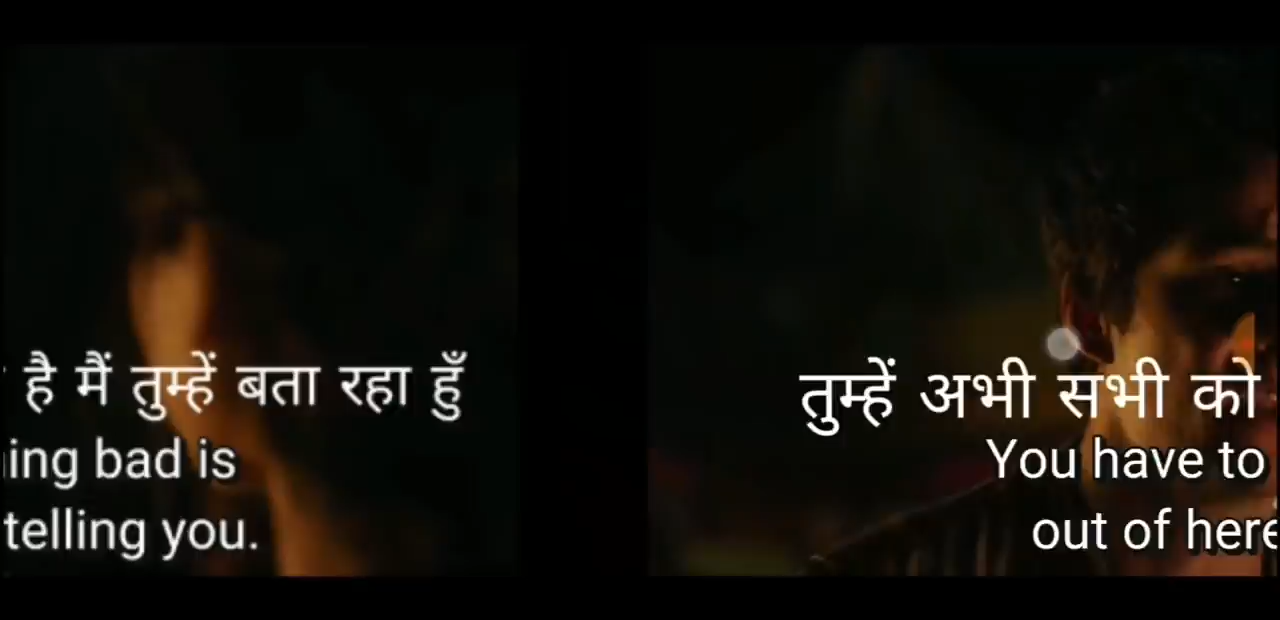 है मैं तुम्हें बता रहा हूँ
ing bad is
telling you.
तुम्हें अभी सभी को
You have to
out of here